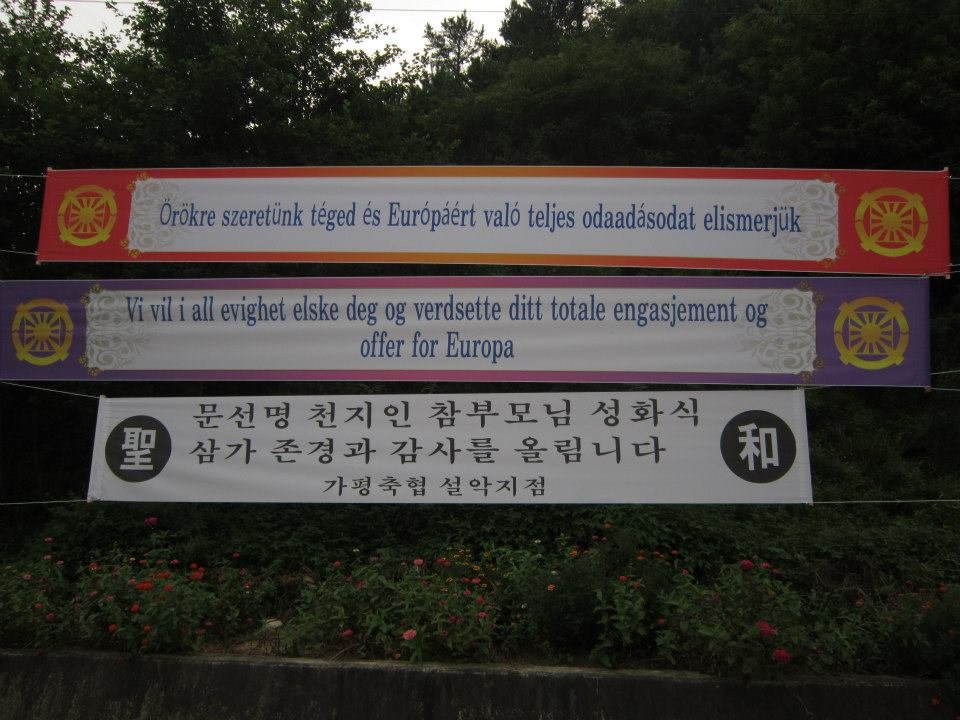 Örökre szeretünk téged és Európáért való teljes odaadásodat elismerjük
Vi vil i all evighet elske deg og verdsette ditt totale engasjement og
offer for Europa
聖
문선명 천지인 참부모님 성화식
삼가 존경과 감사를 올림니다
가평축협 설악지점
和